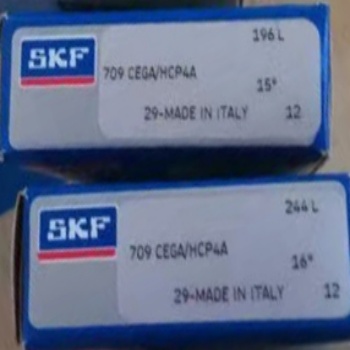 196 L
SKF
709 CEGA/HCP4A
15°
29-MADE IN ITALY 12
244 L
SKF
709 CEGA/HCP4A
16°
29-MADE IN ITALY 12